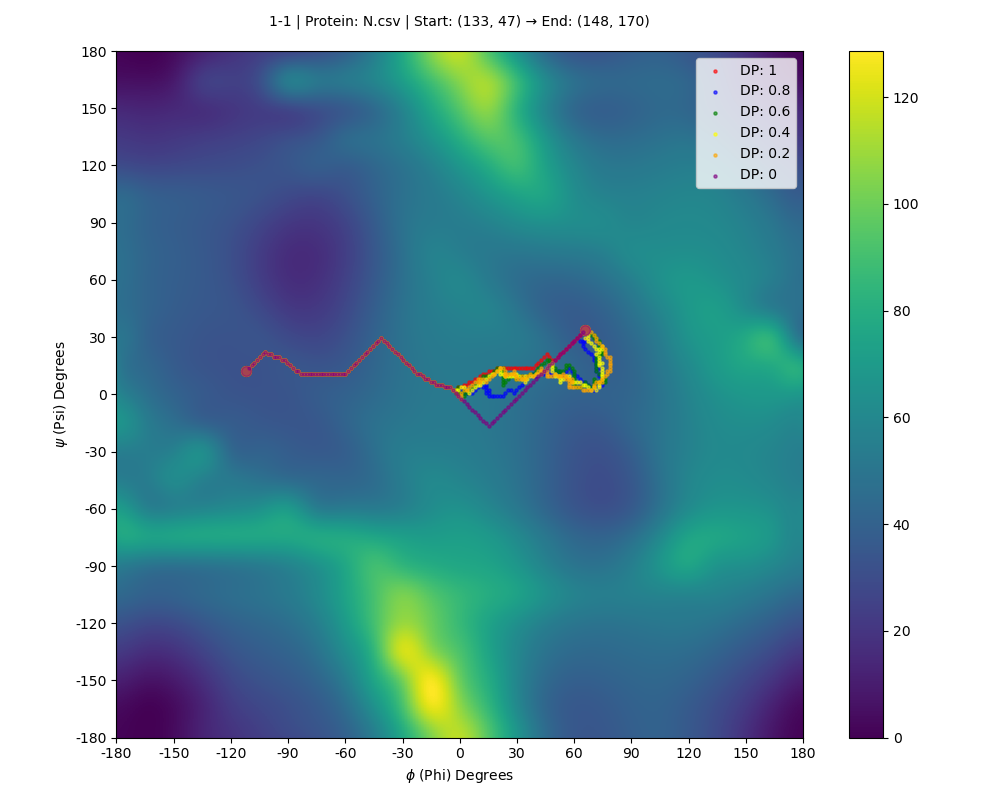 1-1 | Protein: N.csv | Start: (133, 47) → End: (148, 170)
DP: 1
DP: 0.8
DP: 0.6
DP: 0.4
DP: 0.2
DP: 0
180
150
120
90
60
30
0
-30
-60
-90
-120
-150
-180
ψ (Psi) Degrees
-180 -150 -120 -90 -60 -30 0 30 60 90 120 150 180
ϕ (Phi) Degrees
120
100
80
60
40
20
0